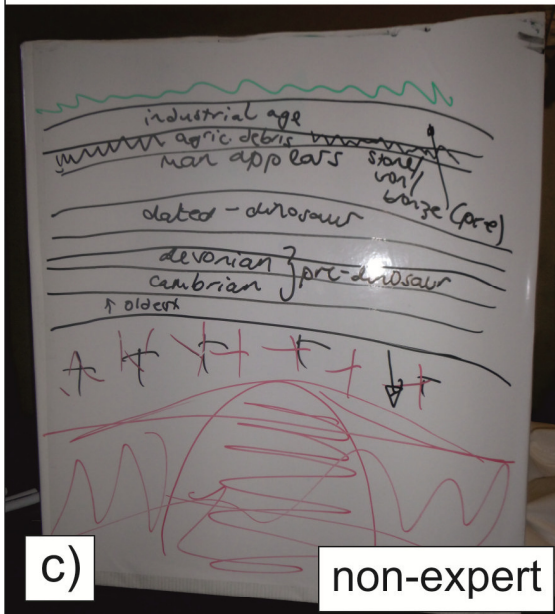 industrial age
agric. debris
man appears
stone/
iron/
bronze (pre)
dated - dinosaur
devonian
cambrian
pre-dinosaur
↑ oldest
c)
non-expert